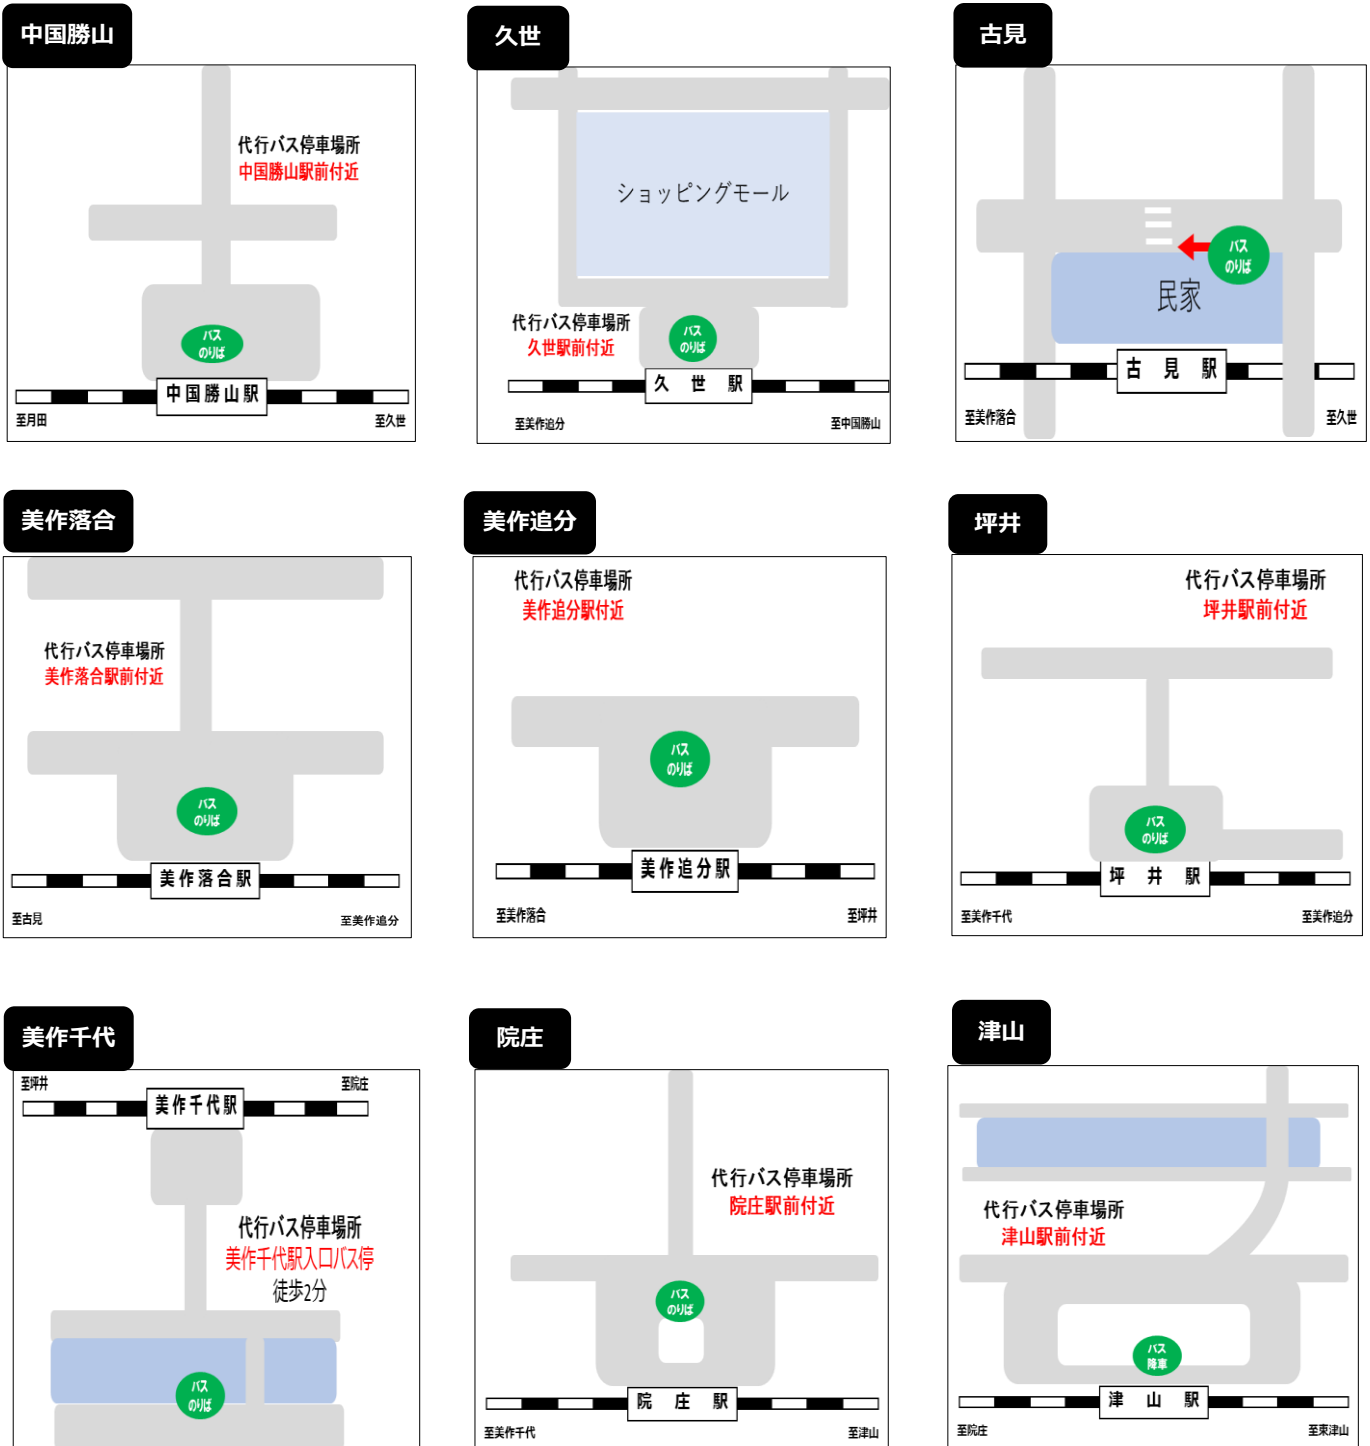 中国勝山
代行バス停車場所
中国勝山駅前付近
バス
のりば
中国勝山駅
至月田
至久世
久世
ショッピングモール
代行バス停車場所
久世駅前付近
バス
のりば
久世駅
至美作追分
至中国勝山
古見
バス
のりば
民家
古見駅
至美作落合
至久世
美作落合
代行バス停車場所
美作落合駅前付近
バス
のりば
美作落合駅
至古見
至美作追分
美作追分
代行バス停車場所
美作追分駅付近
バス
のりば
美作追分駅
至美作落合
至坪井
坪井
代行バス停車場所
坪井駅前付近
バス
のりば
坪井駅
至美作千代
至美作追分
美作千代
至坪井
至院庄
美作千代駅
代行バス停車場所
美作千代駅入口バス停
徒歩2分
バス
のりば
院庄
代行バス停車場所
院庄駅前付近
バス
のりば
院庄駅
至美作千代
至津山
津山
代行バス停車場所
津山駅前付近
バス
降車
津山駅
至院庄
至東津山